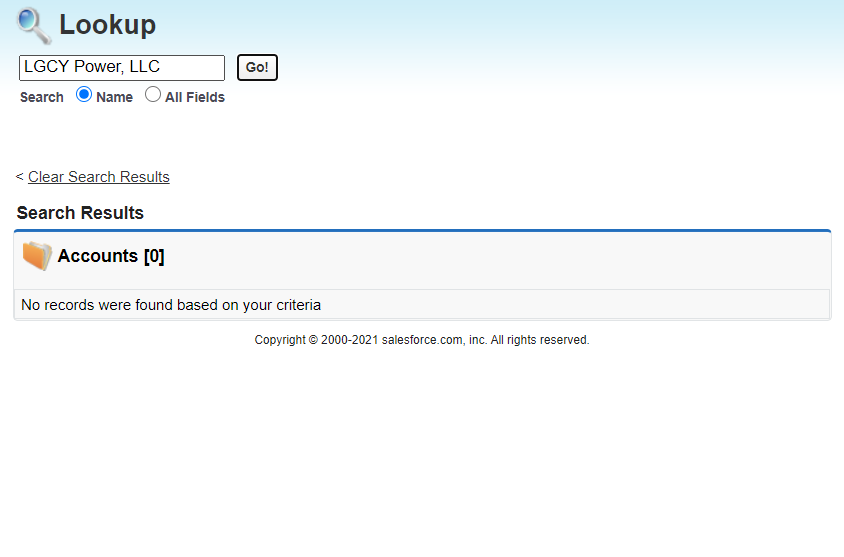 Lookup
LGCY Power, LLC
Go!
Search Name All Fields
< Clear Search Results
Search Results
Accounts [0]
No records were found based on your criteria
Copyright © 2000-2021 salesforce.com, inc. All rights reserved.